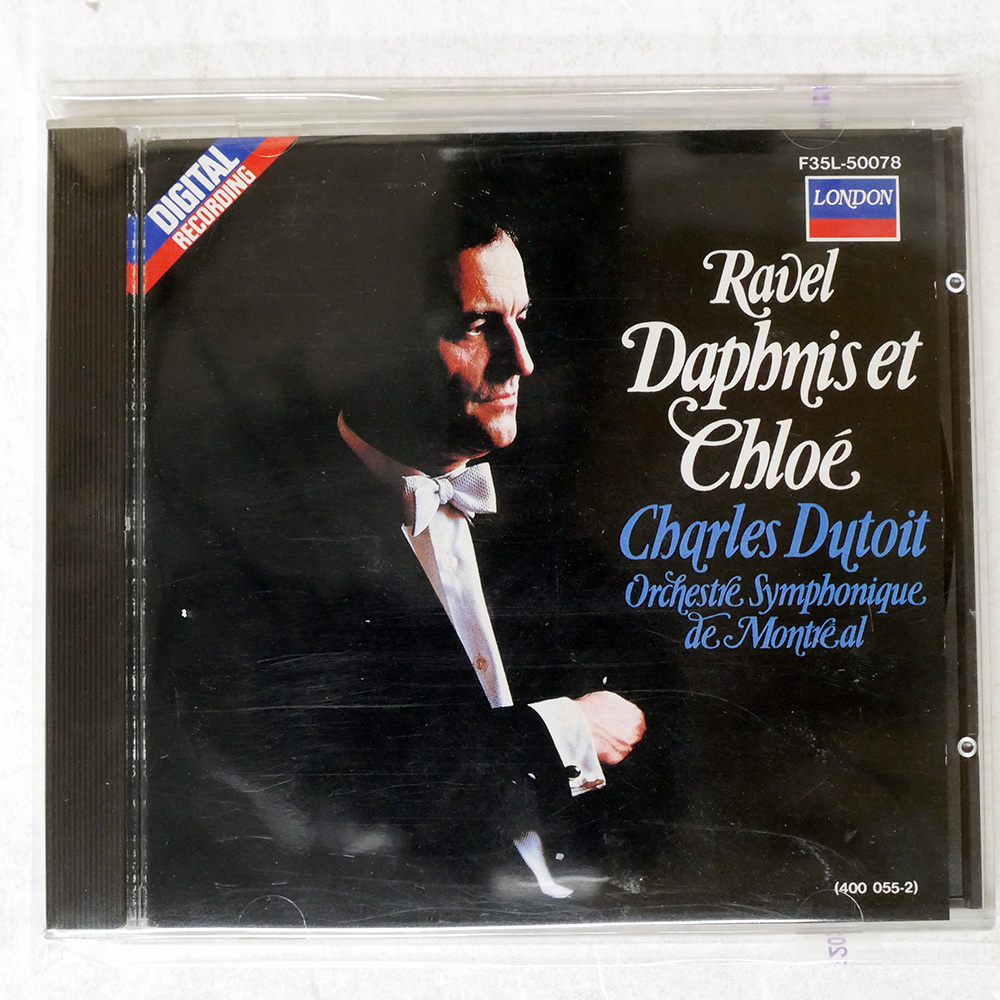 DIGITAL
RECORDING
F35L-50078
LONDON
Ravel
Daphnis et
Chloé
Charles Dutoit
Orchestre Symphonique
de Montréal
(400 055-2)